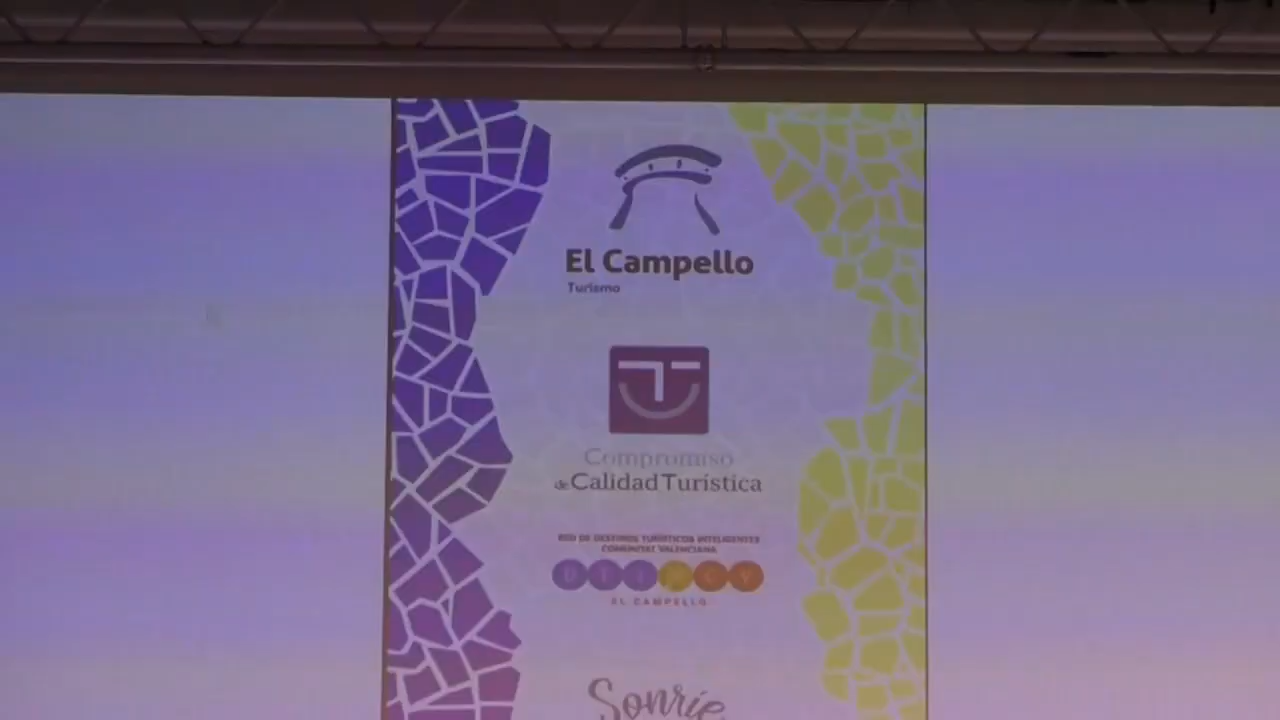 El Campello
Turismo
Compromiso
de Calidad Turística
RED DE DESTINOS TURÍSTICOS INTELIGENTES
COMUNITAT VALENCIANA
EL CAMPELLO
Sonríe